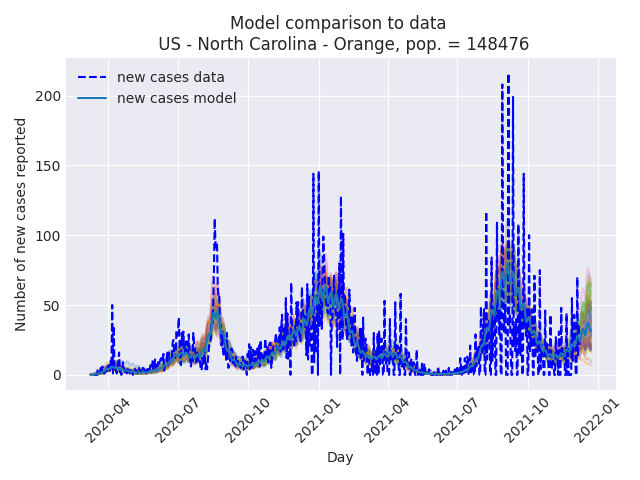 Model comparison to data
US - North Carolina - Orange, pop. = 148476
new cases data
new cases model
Number of new cases reported
200
150
100
50
0
2020-04
2020-07
2020-10
2021-01
2021-04
2021-07
2021-10
2022-01
Day